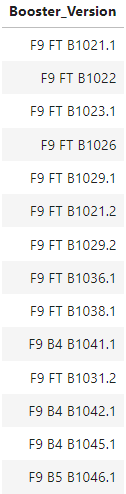 Booster_Version
F9 FT B1021.1
F9 FT B1022
F9 FT B1023.1
F9 FT B1026
F9 FT B1029.1
F9 FT B1021.2
F9 FT B1029.2
F9 FT B1036.1
F9 FT B1038.1
F9 B4 B1041.1
F9 FT B1031.2
F9 B4 B1042.1
F9 B4 B1045.1
F9 B5 B1046.1